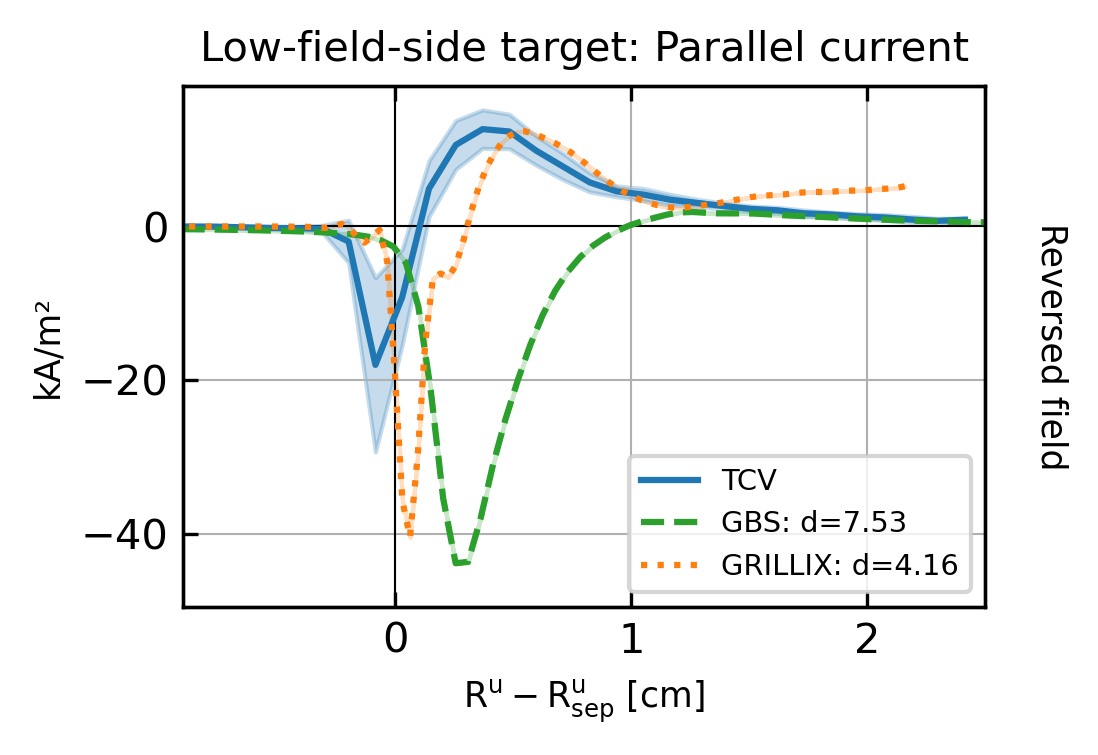 Low-field-side target: Parallel current
0
−20
−40
kA/m²
0
1
2
Rᵘ − Rᵘsep [cm]
Reversed field
TCV
GBS: d=7.53
GRILLIX: d=4.16